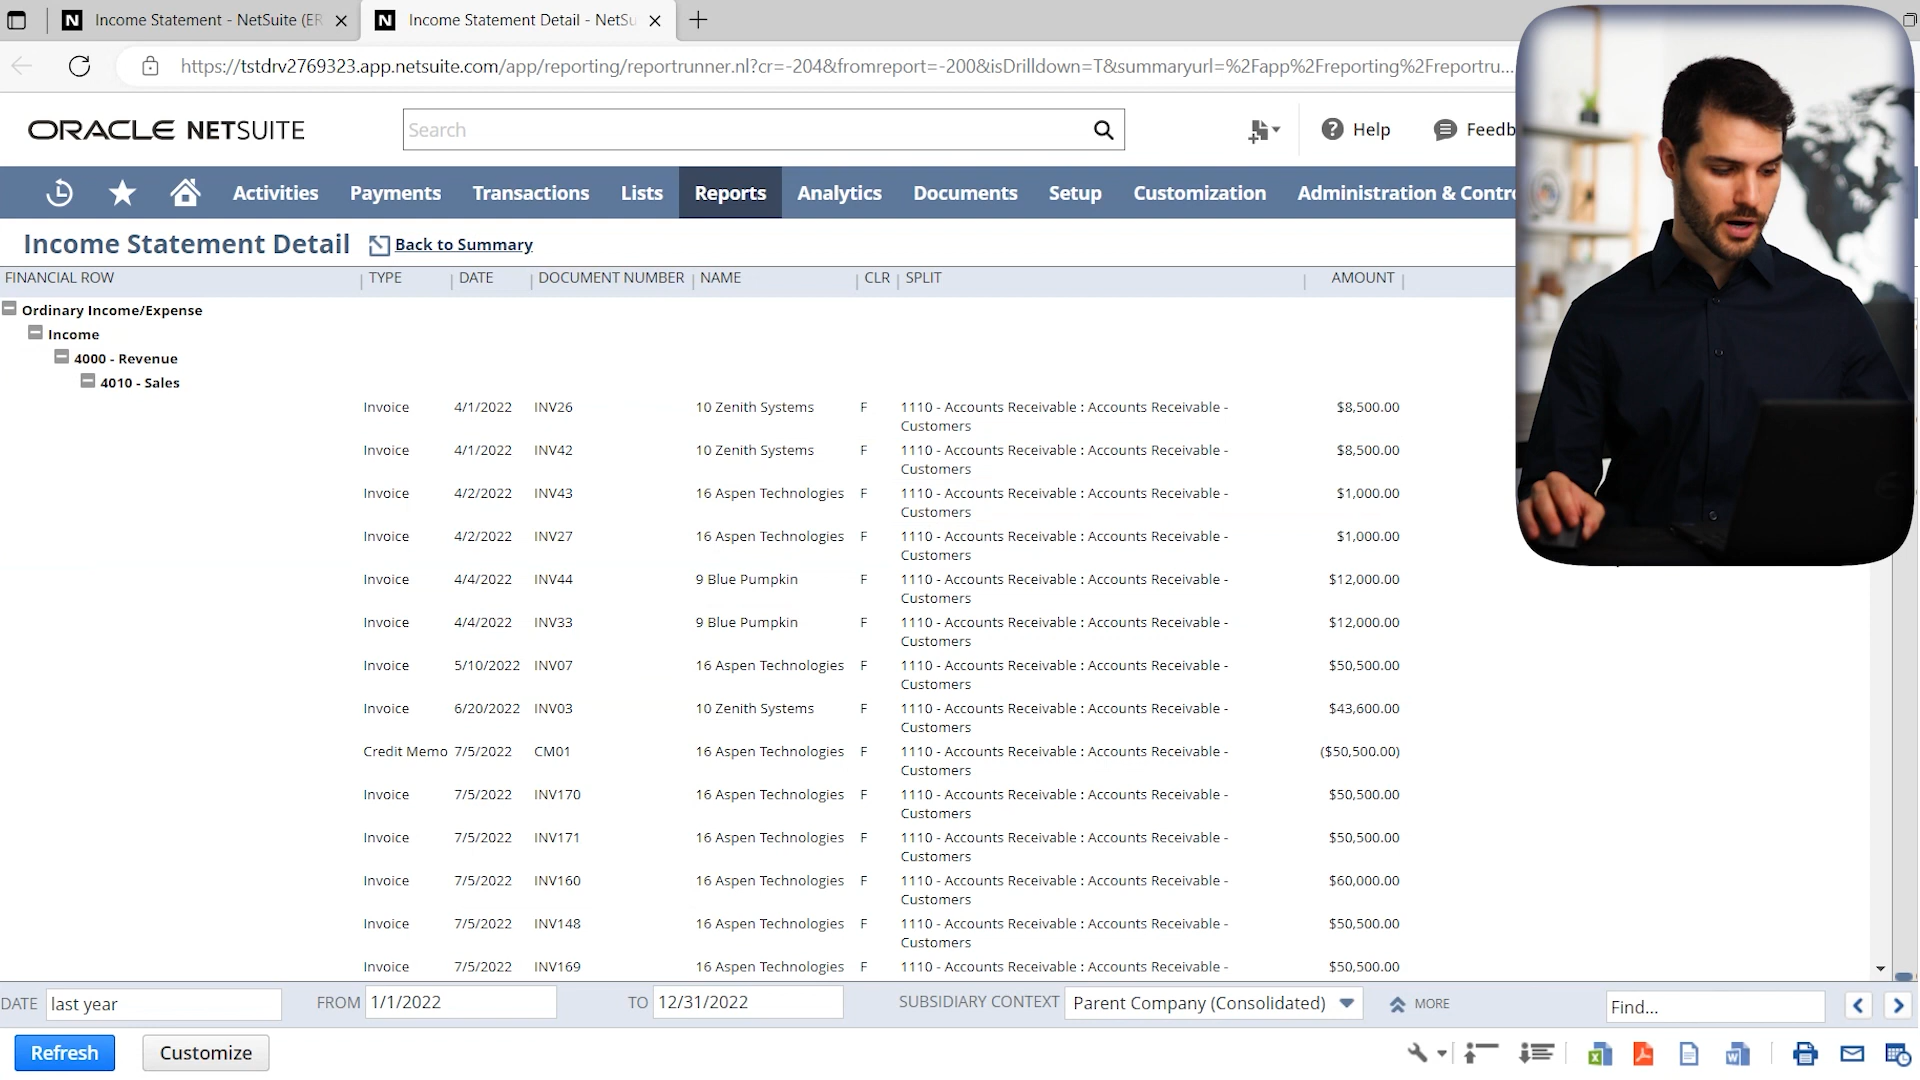 Income Statement - NetSuite (ER
Income Statement Detail - NetSu
https://tstdrv2769323.app.netsuite.com/app/reporting/reportrunner.nl?cr=-204&fromreport=-200&isDrilldown=T&summaryurl=%2Fapp%2Freporting%2Freportru...
ORACLE NETSUITE
Search
Help
Feedb
Activities Payments Transactions Lists Reports Analytics Documents Setup Customization Administration & Contro
Income Statement Detail Back to Summary
FINANCIAL ROW TYPE DATE DOCUMENT NUMBER NAME CLR SPLIT AMOUNT
Ordinary Income/Expense
Income
4000 - Revenue
4010 - Sales
Invoice 4/1/2022 INV26 10 Zenith Systems F 1110 - Accounts Receivable : Accounts Receivable - $8,500.00
Customers
Invoice 4/1/2022 INV42 10 Zenith Systems F 1110 - Accounts Receivable : Accounts Receivable - $8,500.00
Customers
Invoice 4/2/2022 INV43 16 Aspen Technologies F 1110 - Accounts Receivable : Accounts Receivable - $1,000.00
Customers
Invoice 4/2/2022 INV27 16 Aspen Technologies F 1110 - Accounts Receivable : Accounts Receivable - $1,000.00
Customers
Invoice 4/4/2022 INV44 9 Blue Pumpkin F 1110 - Accounts Receivable : Accounts Receivable - $12,000.00
Customers
Invoice 4/4/2022 INV33 9 Blue Pumpkin F 1110 - Accounts Receivable : Accounts Receivable - $12,000.00
Customers
Invoice 5/10/2022 INV07 16 Aspen Technologies F 1110 - Accounts Receivable : Accounts Receivable - $50,500.00
Customers
Invoice 6/20/2022 INV03 10 Zenith Systems F 1110 - Accounts Receivable : Accounts Receivable - $43,600.00
Customers
Credit Memo 7/5/2022 CM01 16 Aspen Technologies F 1110 - Accounts Receivable : Accounts Receivable - ($50,500.00)
Customers
Invoice 7/5/2022 INV170 16 Aspen Technologies F 1110 - Accounts Receivable : Accounts Receivable - $50,500.00
Customers
Invoice 7/5/2022 INV171 16 Aspen Technologies F 1110 - Accounts Receivable : Accounts Receivable - $50,500.00
Customers
Invoice 7/5/2022 INV160 16 Aspen Technologies F 1110 - Accounts Receivable : Accounts Receivable - $60,000.00
Customers
Invoice 7/5/2022 INV148 16 Aspen Technologies F 1110 - Accounts Receivable : Accounts Receivable - $50,500.00
Customers
Invoice 7/5/2022 INV169 16 Aspen Technologies F 1110 - Accounts Receivable : Accounts Receivable - $50,500.00
DATE last year FROM 1/1/2022 TO 12/31/2022 SUBSIDIARY CONTEXT Parent Company (Consolidated) MORE Find...
Refresh Customize